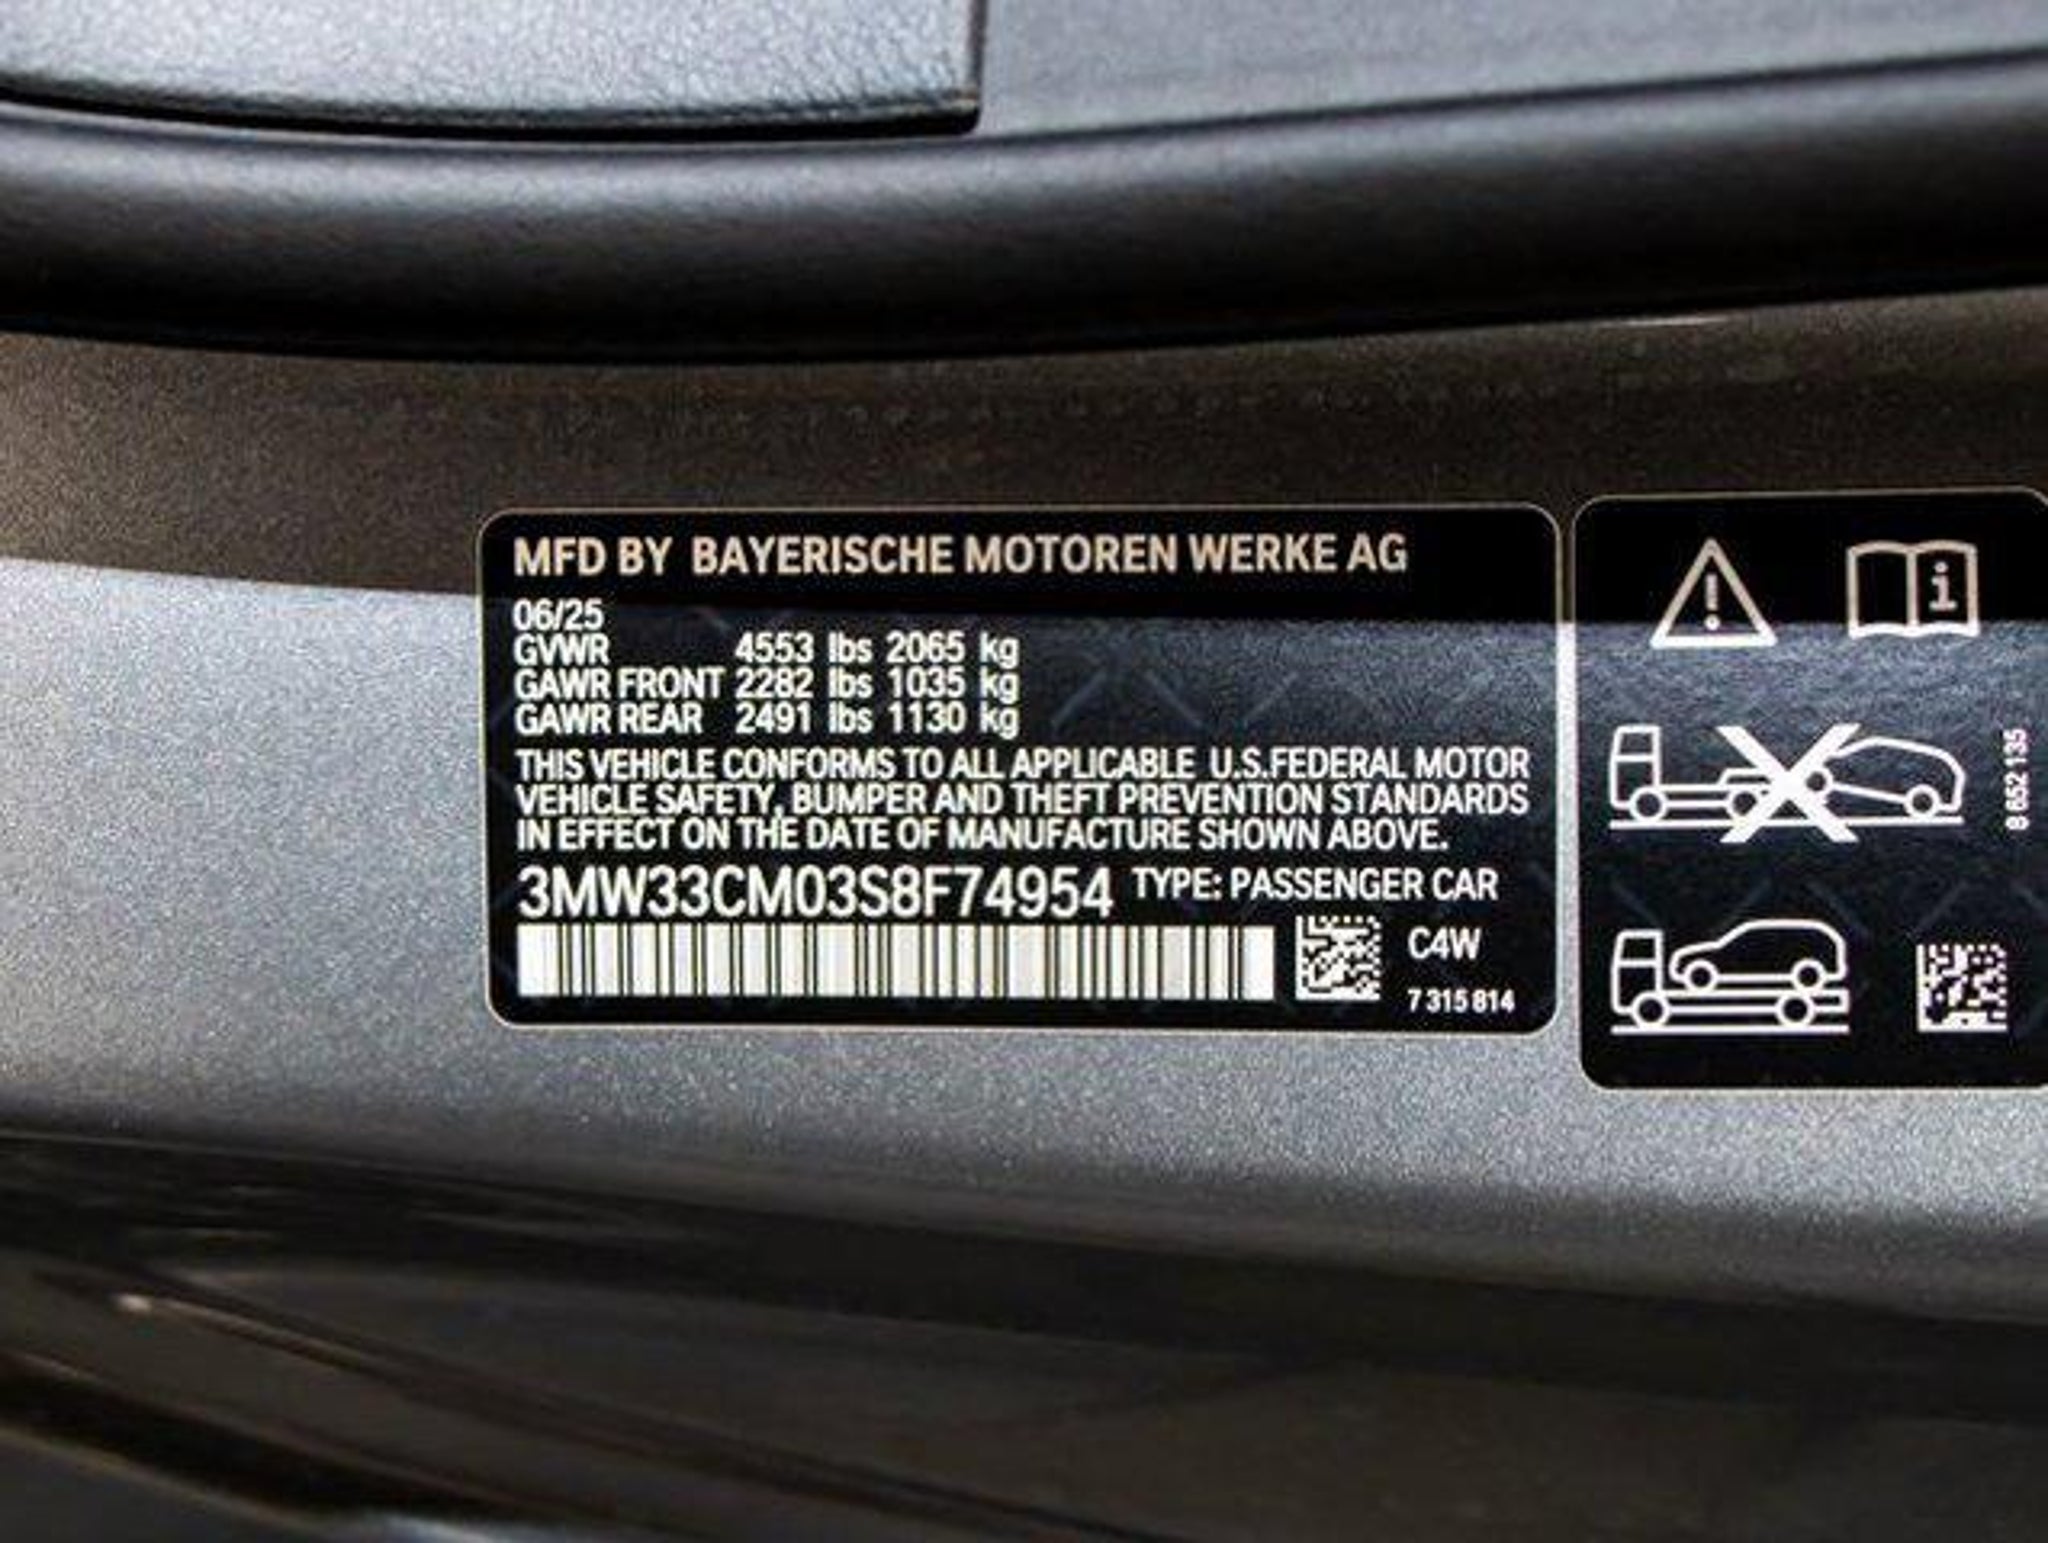 MFD BY BAYERISCHE MOTOREN WERKE AG
06/25
GVWR 4553 lbs 2065 kg
GAWR FRONT 2282 lbs 1035 kg
GAWR REAR 2491 lbs 1130 kg
THIS VEHICLE CONFORMS TO ALL APPLICABLE U.S.FEDERAL MOTOR
VEHICLE SAFETY, BUMPER AND THEFT PREVENTION STANDARDS
IN EFFECT ON THE DATE OF MANUFACTURE SHOWN ABOVE.
3MW33CM03S8F74954 TYPE: PASSENGER CAR
C4W
7 315 814
8 652 135